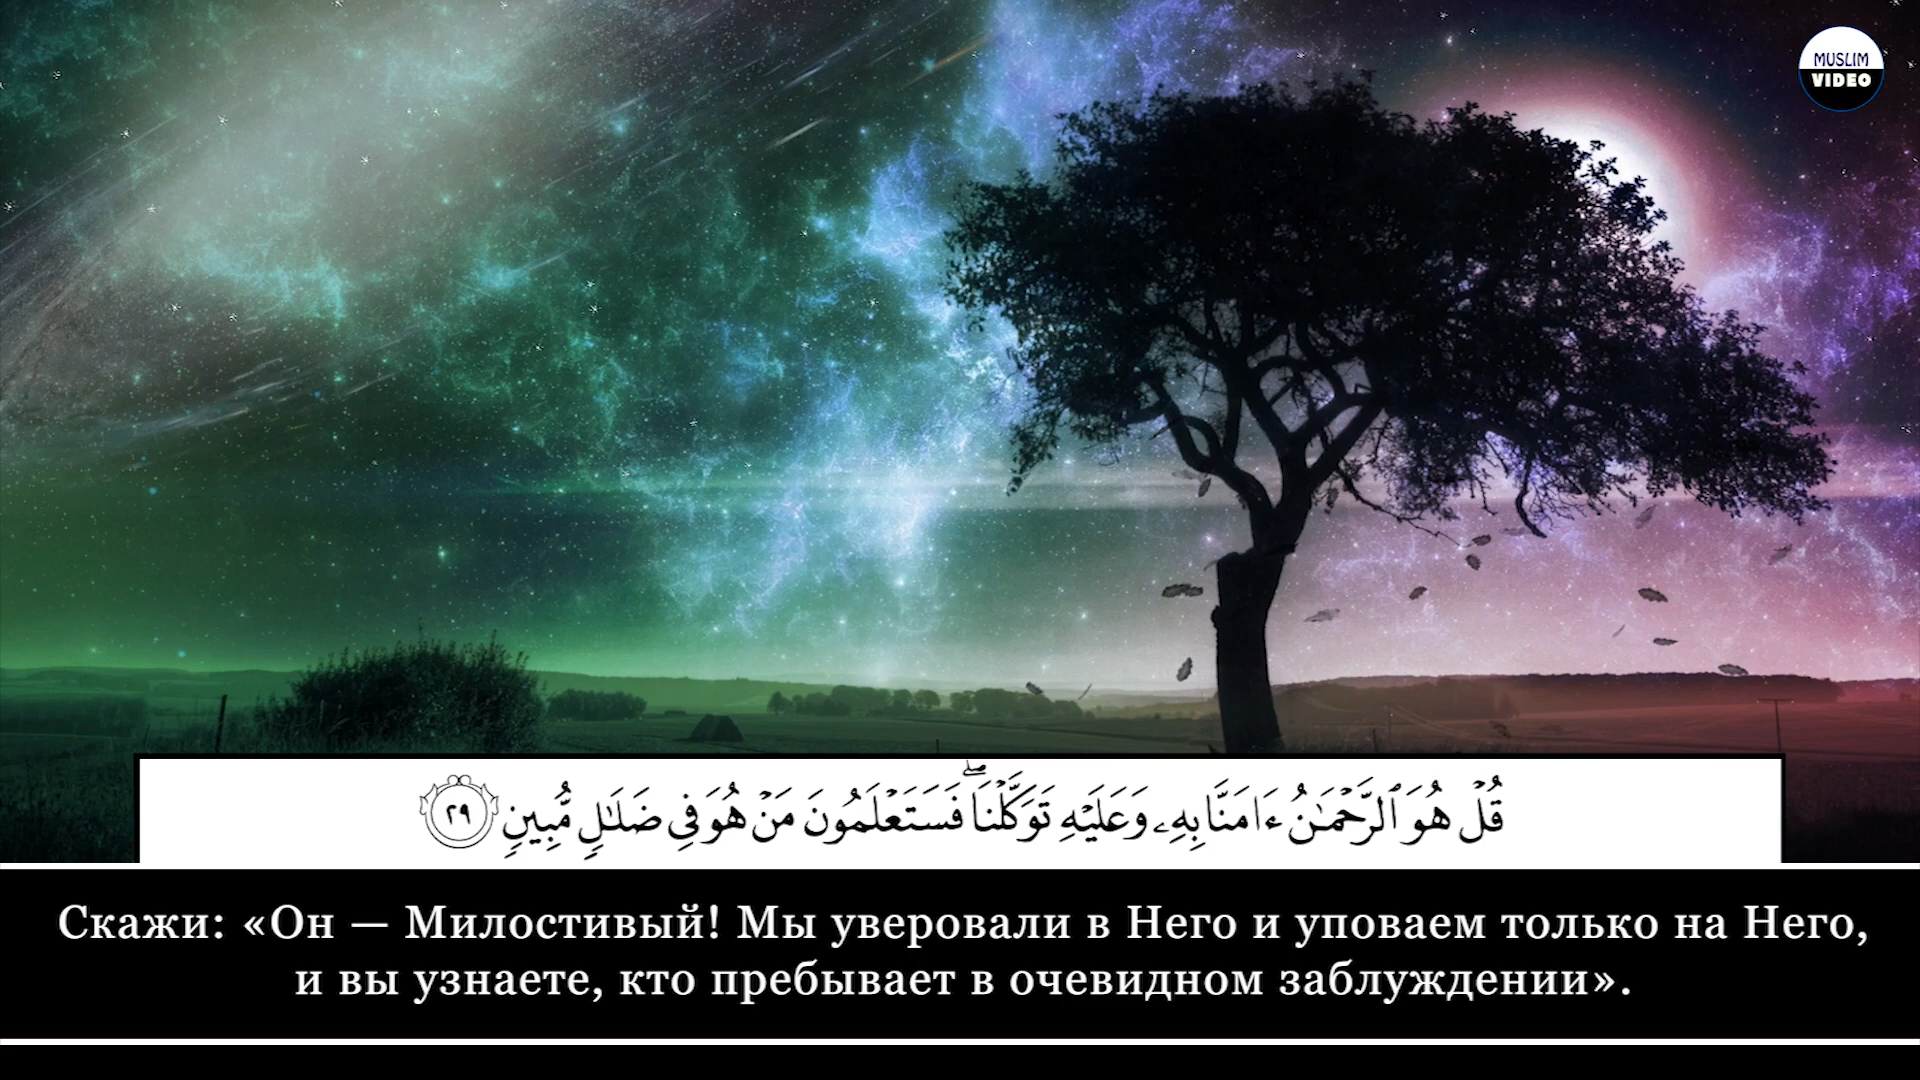 MUSLIM
VIDEO
قُلْ هُوَ ٱلرَّحْمَـٰنُ ءَامَنَّا بِهِۦ وَعَلَيْهِ تَوَكَّلْنَا ۖ فَسَتَعْلَمُونَ مَنْ هُوَ فِى ضَلَـٰلٍ مُّبِينٍ ٢٩
Скажи: «Он — Милостивый! Мы уверовали в Него и уповаем только на Него,
и вы узнаете, кто пребывает в очевидном заблуждении».